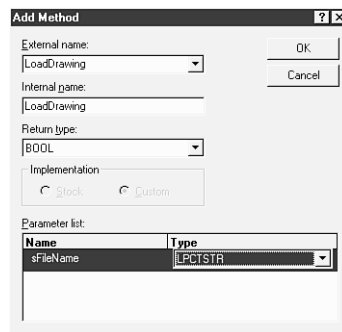 Add Method
External name:
OK
LoadDrawing
Cancel
Internal name:
LoadDrawing
Return type:
BOOL
Implementation
Stock Custom
Parameter list:
Name Type
sFileName LPCTSTR